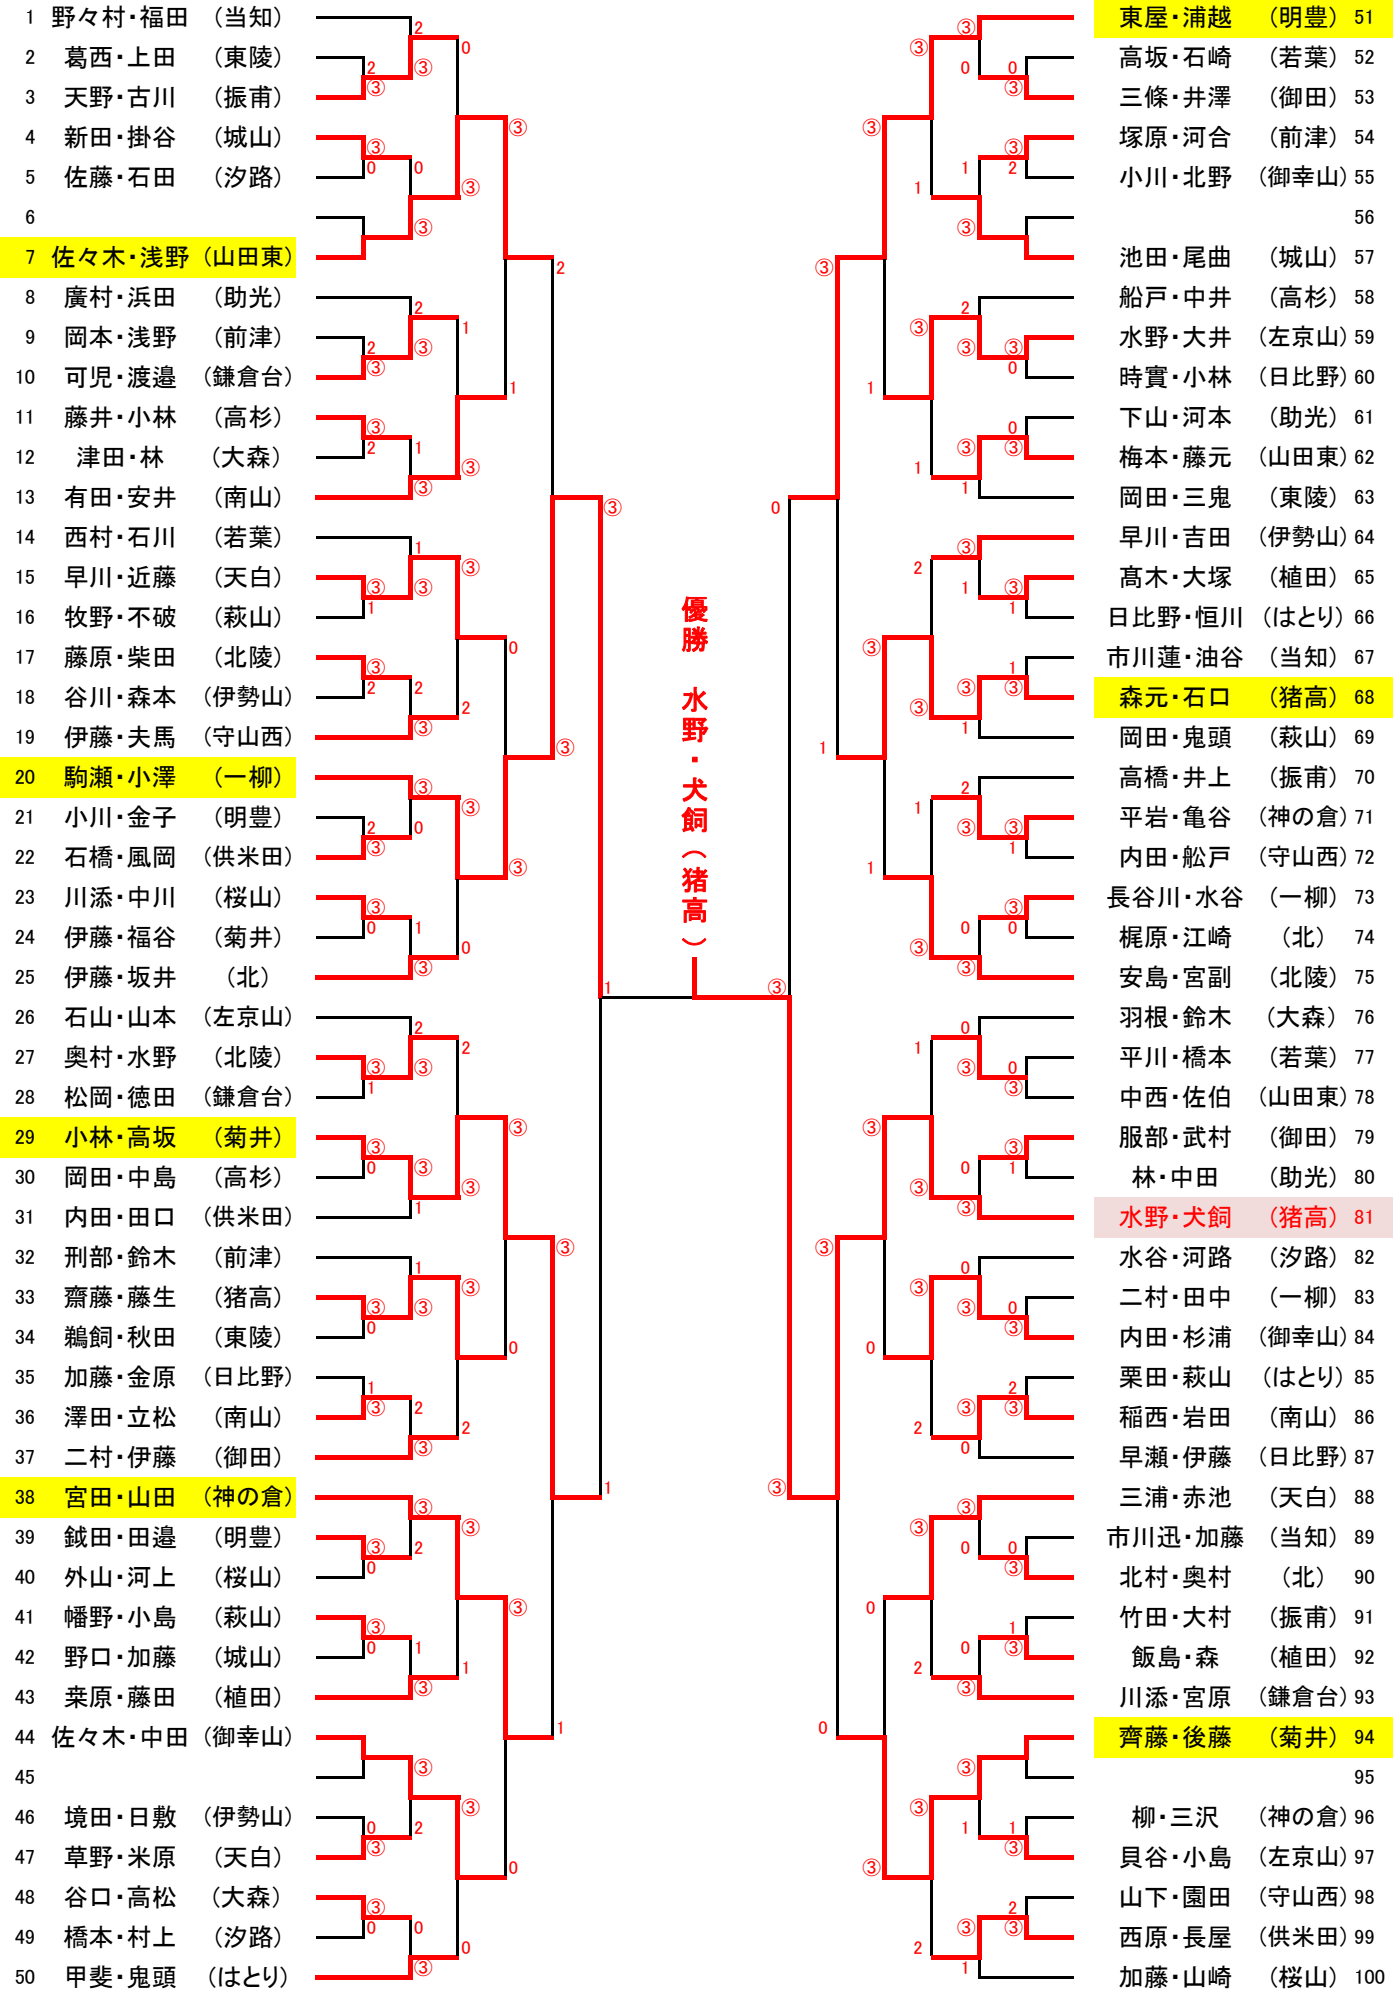 1 野々村・福田 （当知）
2 葛西・上田 （東陵）
3 天野・古川 （振甫）
4 新田・掛谷 （城山）
5 佐藤・石田 （汐路）
6
7 佐々木・浅野 （山田東）
8 廣村・浜田 （助光）
9 岡本・浅野 （前津）
10 可児・渡邉 （鎌倉台）
11 藤井・小林 （高杉）
12 津田・林 （大森）
13 有田・安井 （南山）
14 西村・石川 （若葉）
15 早川・近藤 （天白）
16 牧野・不破 （萩山）
17 藤原・柴田 （北陵）
18 谷川・森本 （伊勢山）
19 伊藤・夫馬 （守山西）
20 駒瀬・小澤 （一柳）
21 小川・金子 （明豊）
22 石橋・風岡 （供米田）
23 川添・中川 （桜山）
24 伊藤・福谷 （菊井）
25 伊藤・坂井 （北）
26 石山・山本 （左京山）
27 奥村・水野 （北陵）
28 松岡・徳田 （鎌倉台）
29 小林・高坂 （菊井）
30 岡田・中島 （高杉）
31 内田・田口 （供米田）
32 刑部・鈴木 （前津）
33 齋藤・藤生 （猪高）
34 鵜飼・秋田 （東陵）
35 加藤・金原 （日比野）
36 澤田・立松 （南山）
37 二村・伊藤 （御田）
38 宮田・山田 （神の倉）
39 鉞田・田邉 （明豊）
40 外山・河上 （桜山）
41 幡野・小島 （萩山）
42 野口・加藤 （城山）
43 桒原・藤田 （植田）
44 佐々木・中田 （御幸山）
45
46 境田・日敷 （伊勢山）
47 草野・米原 （天白）
48 谷口・高松 （大森）
49 橋本・村上 （汐路）
50 甲斐・鬼頭 （はとり）
優勝 水野・犬飼（猪高）
東屋・浦越 （明豊） 51
高坂・石崎 （若葉） 52
三條・井澤 （御田） 53
塚原・河合 （前津） 54
小川・北野 （御幸山） 55
56
池田・尾曲 （城山） 57
船戸・中井 （高杉） 58
水野・大井 （左京山） 59
時實・小林 （日比野） 60
下山・河本 （助光） 61
梅本・藤元 （山田東） 62
岡田・三鬼 （東陵） 63
早川・吉田 （伊勢山） 64
髙木・大塚 （植田） 65
日比野・恒川 （はとり） 66
市川蓮・油谷 （当知） 67
森元・石口 （猪高） 68
岡田・鬼頭 （萩山） 69
高橋・井上 （振甫） 70
平岩・亀谷 （神の倉） 71
内田・舩戸 （守山西） 72
長谷川・水谷 （一柳） 73
梶原・江崎 （北） 74
安島・宮副 （北陵） 75
羽根・鈴木 （大森） 76
平川・橋本 （若葉） 77
中西・佐伯 （山田東） 78
服部・武村 （御田） 79
林・中田 （助光） 80
水野・犬飼 （猪高） 81
水谷・河路 （汐路） 82
二村・田中 （一柳） 83
内田・杉浦 （御幸山） 84
栗田・萩山 （はとり） 85
稲西・岩田 （南山） 86
早瀬・伊藤 （日比野） 87
三浦・赤池 （天白） 88
市川迅・加藤 （当知） 89
北村・奥村 （北） 90
竹田・大村 （振甫） 91
飯島・森 （植田） 92
川添・宮原 （鎌倉台） 93
齊藤・後藤 （菊井） 94
95
柳・三沢 （神の倉） 96
貝谷・小島 （左京山） 97
山下・園田 （守山西） 98
西原・長屋 （供米田） 99
加藤・山崎 （桜山） 100